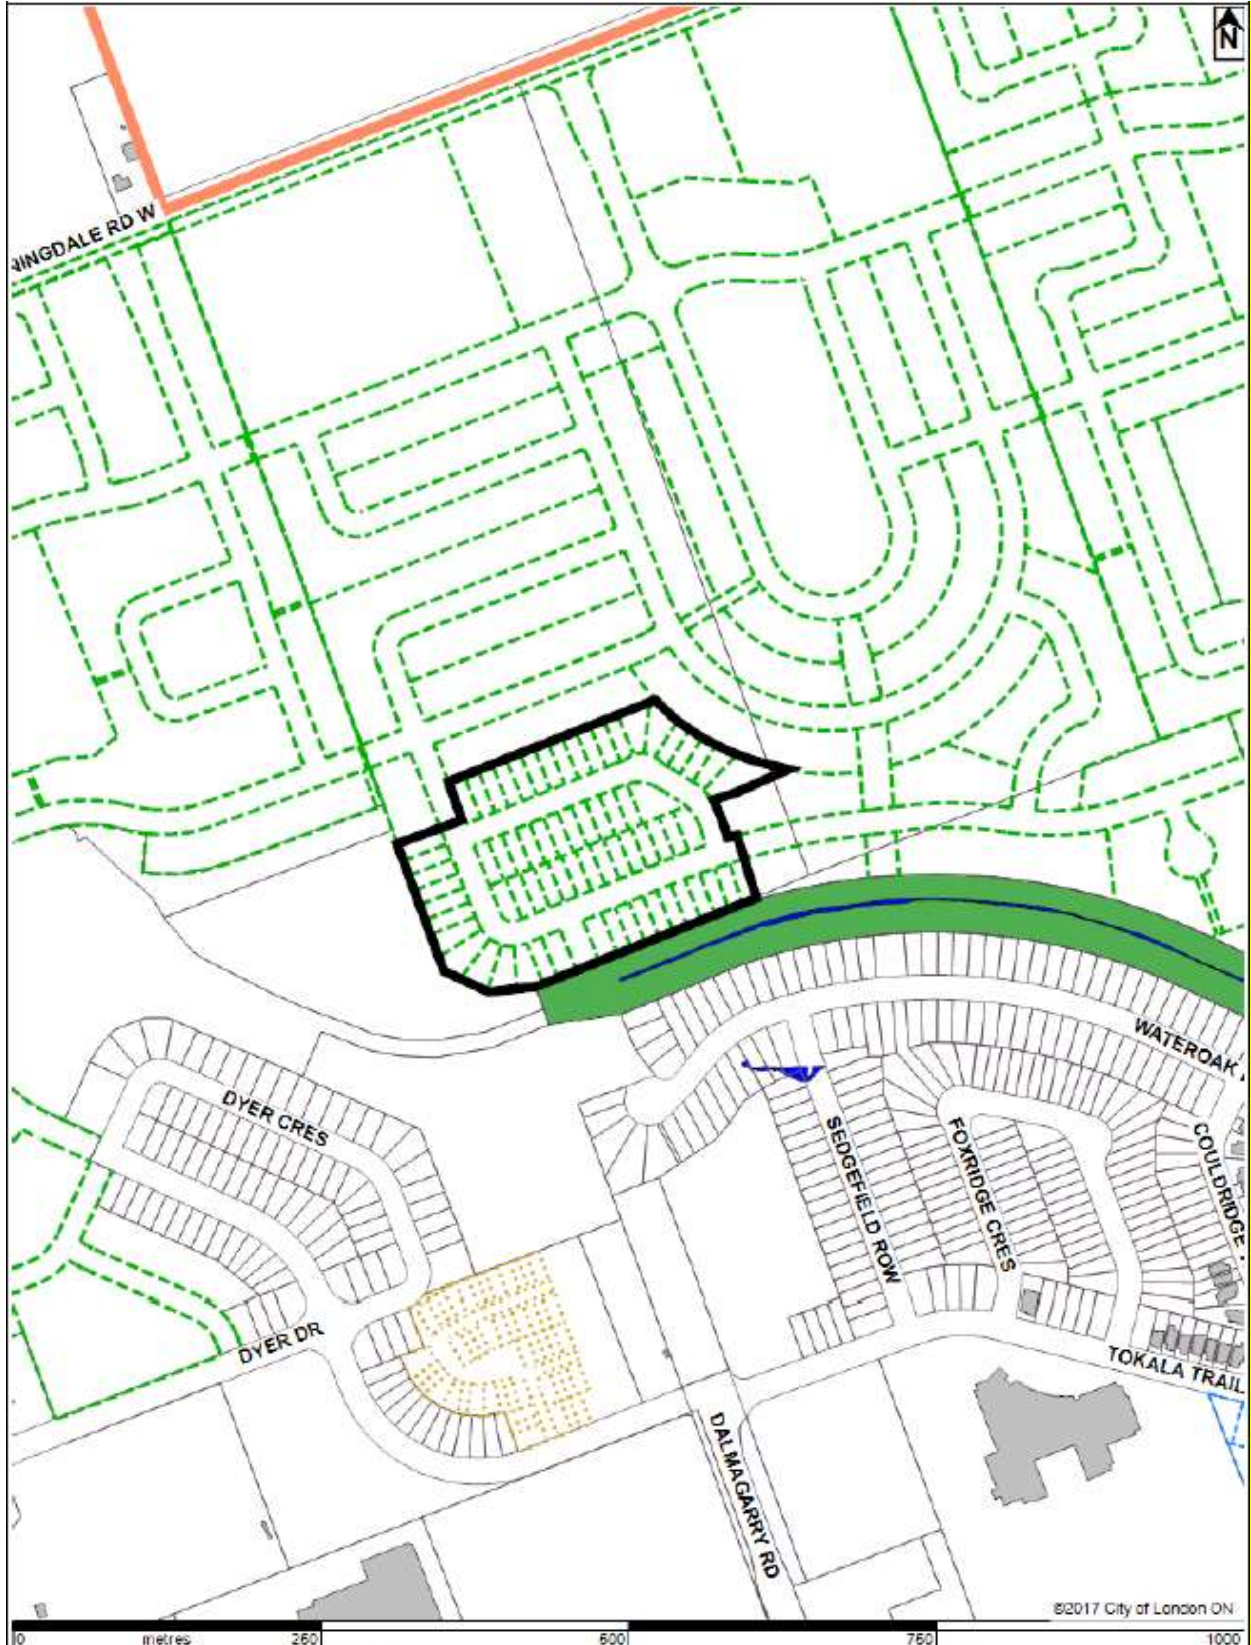 N
NINGDALE RD W
DYER CRES
WATEROAK
COULDRIDGE
SEDGEFIELD ROW
FOXRIDGE CRES
DYER DR
TOKALA TRAIL
DALMAGARRY RD
©2017 City of London ON
0 metres 250 500 750 1000